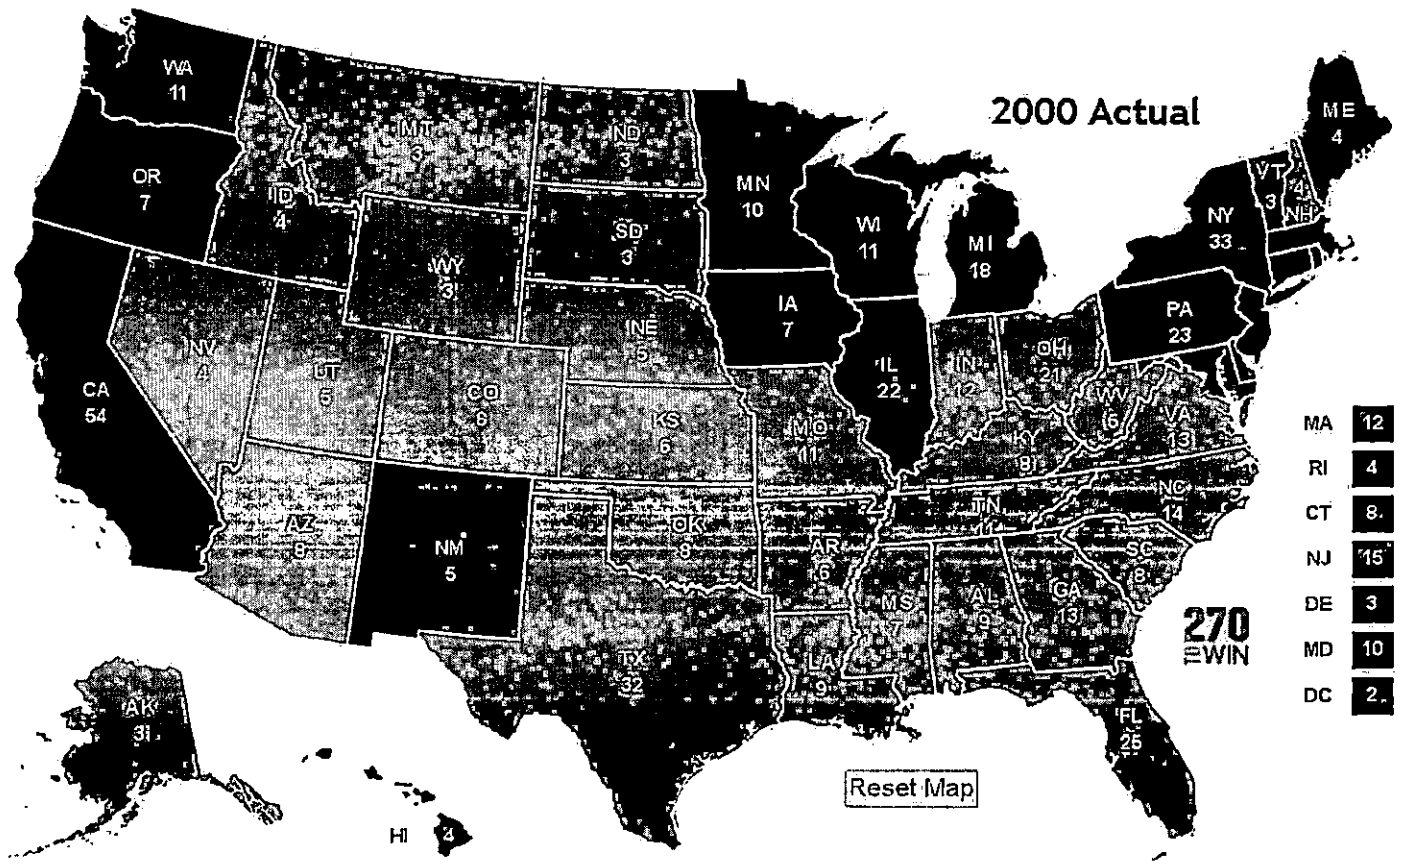 2000 Actual
WA
11
OR
7
CA
54
ID
4
NV
4
MT
3
WY
3
UT
5
AZ
8
CO
6
NM
5
ND
3
SD
3
NE
5
KS
6
OK
8
TX
32
MN
10
IA
7
MO
11
AR
6
LA
9
WI
11
IL
22
MI
18
IN
12
OH
21
KY
8
TN
11
MS
7
AL
9
GA
13
FL
25
SC
8
NC
14
VA
13
WV
5
PA
23
NY
33
VT
3
4
NH
ME
4
AK
3
HI
4
MA 12
RI 4
CT 8
NJ 15
DE 3
MD 10
DC 2
270
TO WIN
Reset Map